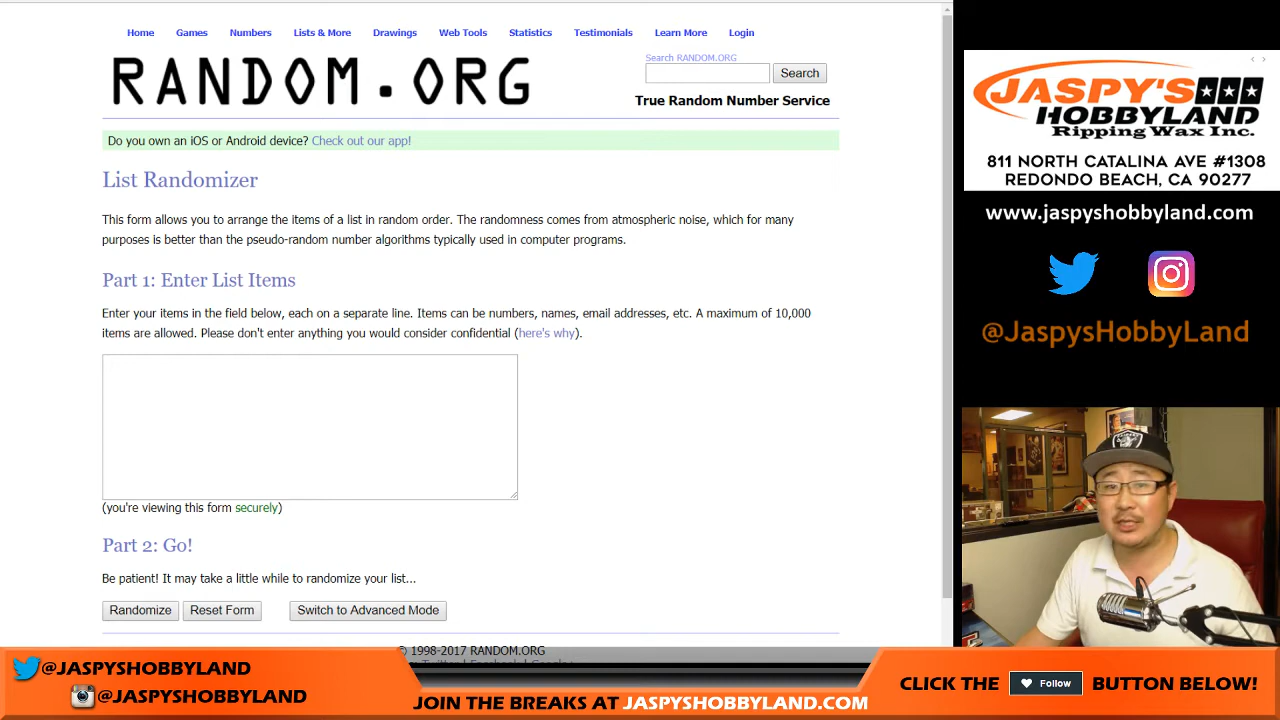 Home Games Numbers Lists & More Drawings Web Tools Statistics Testimonials Learn More Login
RANDOM.ORG
Search RANDOM.ORG
Search
True Random Number Service
Do you own an iOS or Android device? Check out our app!
List Randomizer
This form allows you to arrange the items of a list in random order. The randomness comes from atmospheric noise, which for many
purposes is better than the pseudo-random number algorithms typically used in computer programs.
Part 1: Enter List Items
Enter your items in the field below, each on a separate line. Items can be numbers, names, email addresses, etc. A maximum of 10,000
items are allowed. Please don't enter anything you would consider confidential (here's why).
(you're viewing this form securely)
Part 2: Go!
Be patient! It may take a little while to randomize your list...
Randomize Reset Form Switch to Advanced Mode
© 1998-2017 RANDOM.ORG
JASPY'S
HOBBYLAND
Ripping Wax Inc.
811 NORTH CATALINA AVE #1308
REDONDO BEACH, CA 90277
www.jaspyshobbyland.com
@JaspysHobbyLand
@JASPYSHOBBYLAND
@JASPYSHOBBYLAND
JOIN THE BREAKS AT JASPYSHOBBYLAND.COM
CLICK THE Follow BUTTON BELOW!